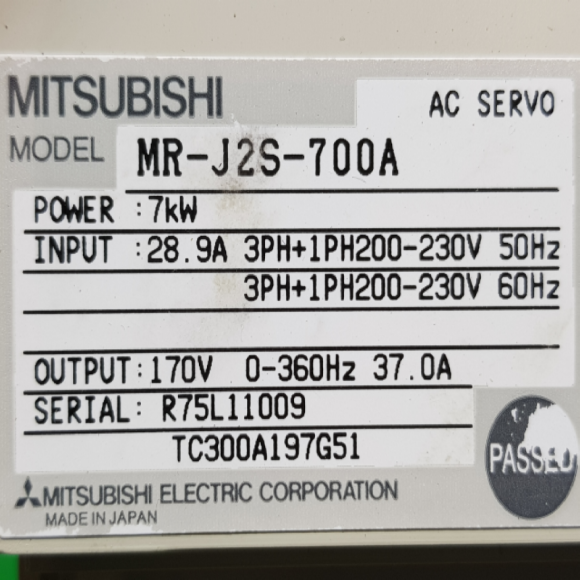 MITSUBISHI
AC SERVO
MODEL MR-J2S-700A
POWER :7kW
INPUT :28.9A 3PH+1PH200-230V 50Hz
3PH+1PH200-230V 60Hz
OUTPUT:170V 0-360Hz 37.0A
SERIAL: R75L11009
TC300A197G51
PASSED
MITSUBISHI ELECTRIC CORPORATION
MADE IN JAPAN